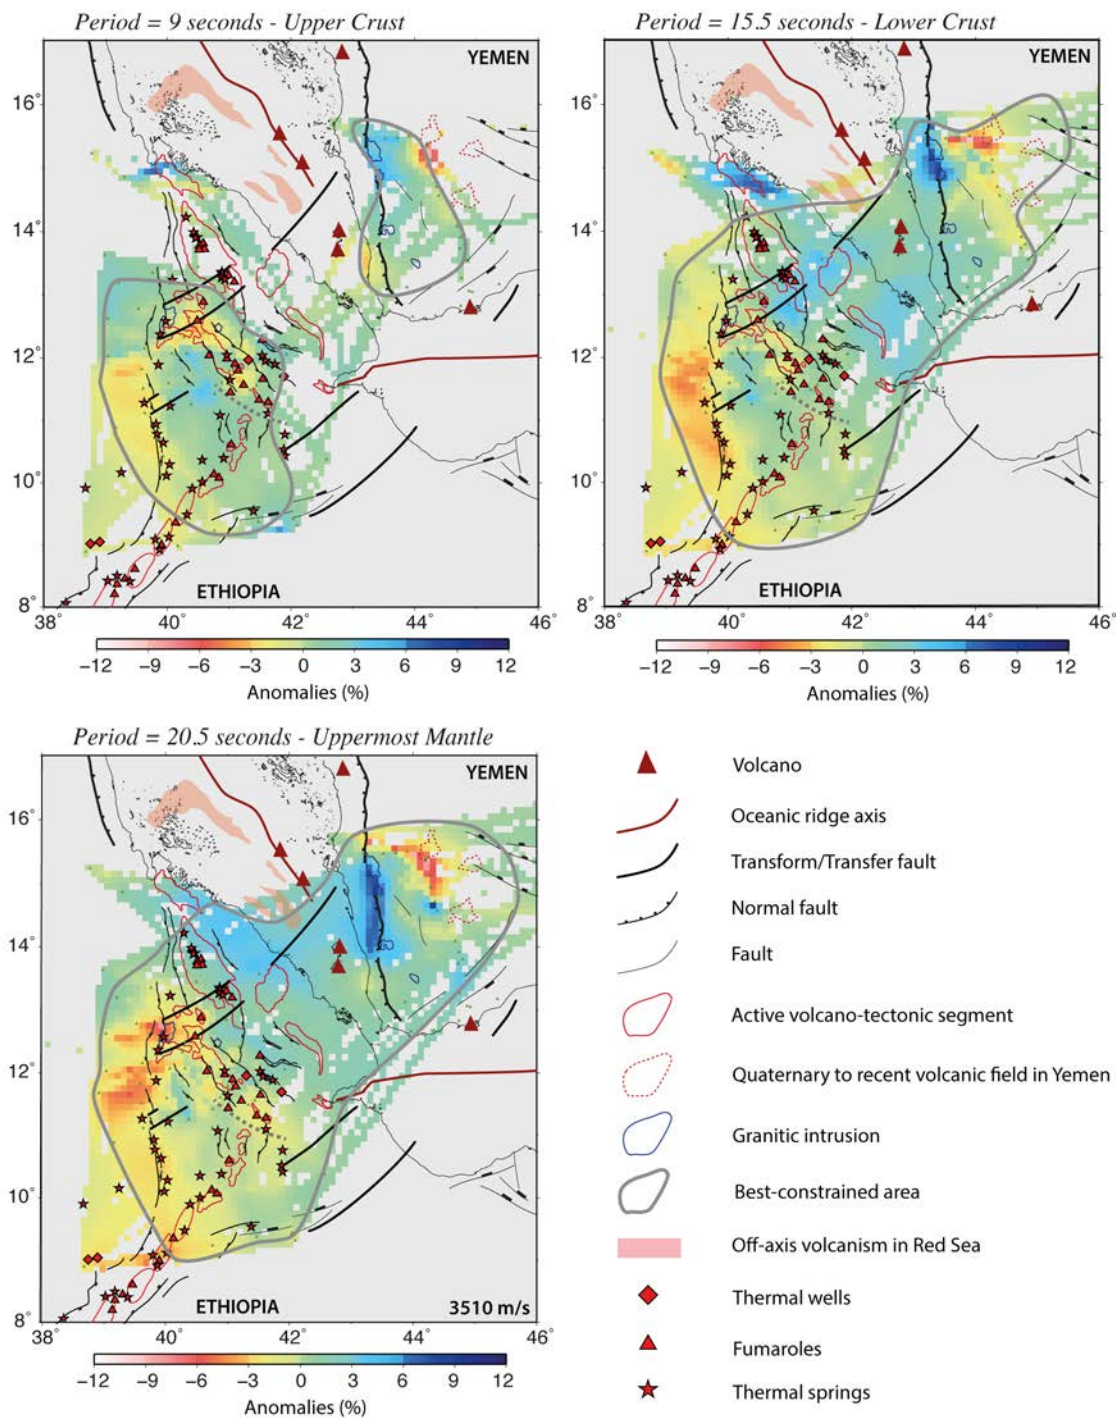 Period = 9 seconds - Upper Crust
Period = 15.5 seconds - Lower Crust
YEMEN
YEMEN
16°
16°
14°
14°
12°
12°
10°
10°
ETHIOPIA
ETHIOPIA
8°
8°
38° 40° 42° 44° 46°
38° 40° 42° 44° 46°
−12 −9 −6 −3 0 3 6 9 12
−12 −9 −6 −3 0 3 6 9 12
Anomalies (%)
Anomalies (%)
Period = 20.5 seconds - Uppermost Mantle
YEMEN
16°
14°
12°
10°
ETHIOPIA
3510 m/s
8°
38° 40° 42° 44° 46°
−12 −9 −6 −3 0 3 6 9 12
Anomalies (%)
Volcano
Oceanic ridge axis
Transform/Transfer fault
Normal fault
Fault
Active volcano-tectonic segment
Quaternary to recent volcanic field in Yemen
Granitic intrusion
Best-constrained area
Off-axis volcanism in Red Sea
Thermal wells
Fumaroles
Thermal springs